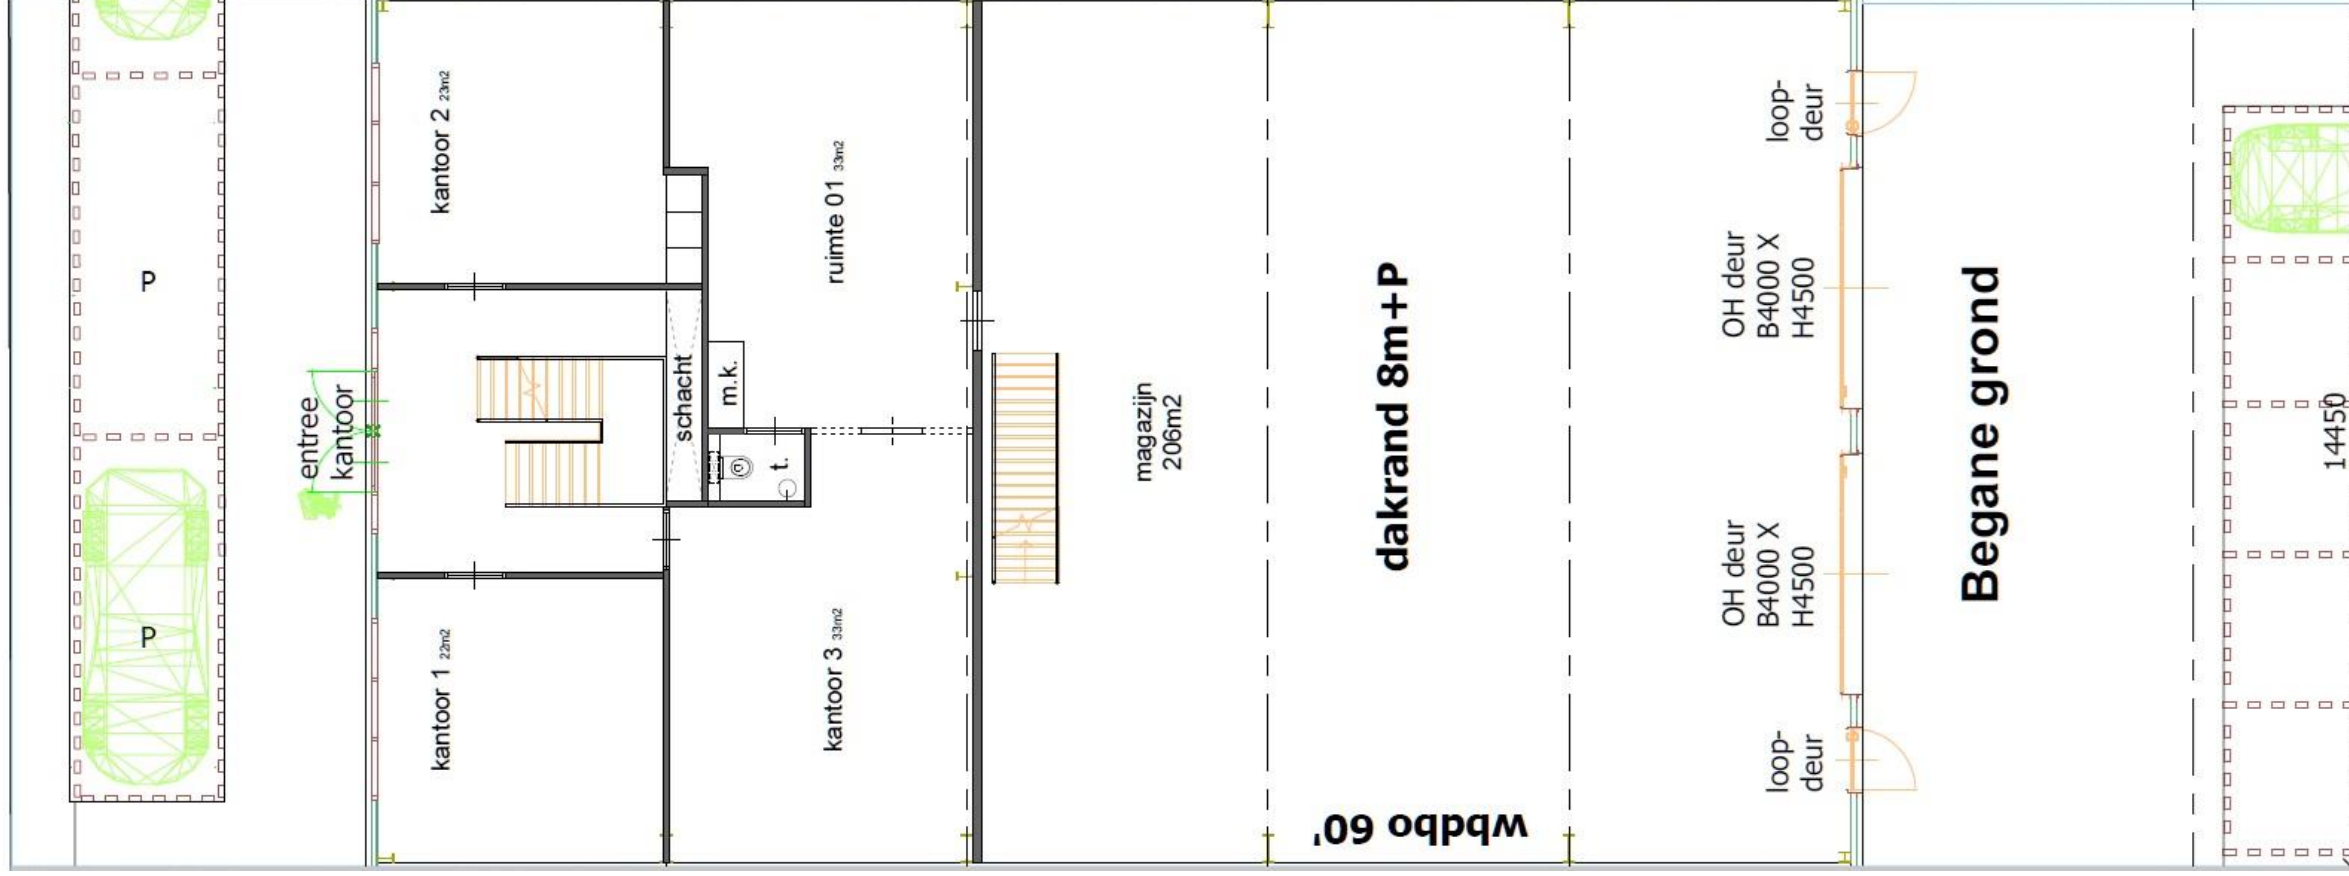 P
P
entree
kantoor
kantoor 2 23m2
kantoor 1 22m2
schacht
m.k.
t.
ruimte 01 33m2
kantoor 3 33m2
magazijn
206m2
dakrand 8m+P
wbdbo 60'
loop-
deur
OH deur
B4000 X
H4500
OH deur
B4000 X
H4500
loop-
deur
Begane grond
14450